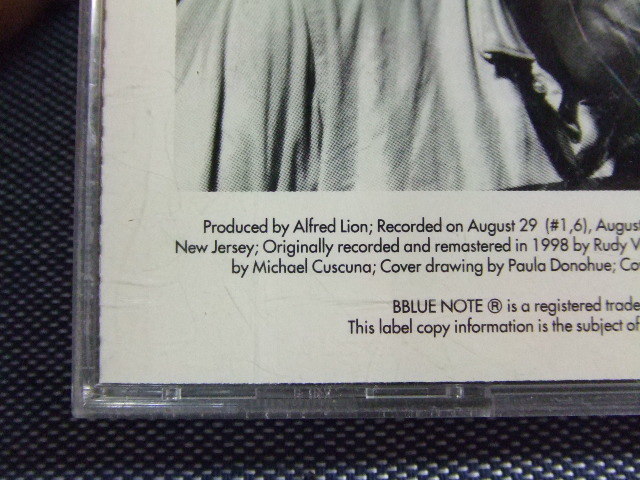 Produced by Alfred Lion; Recorded on August 29 (#1,6), August
New Jersey; Originally recorded and remastered in 1998 by Rudy
by Michael Cuscuna; Cover drawing by Paula Donohue;
BBLUE NOTE ® is a registered trade
This label copy information is the subject of